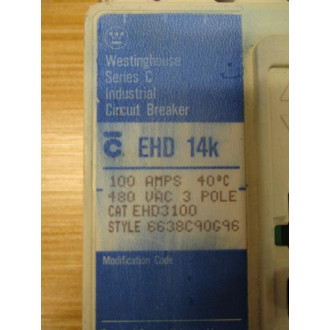 Westinghouse
Series C
Industrial
Circuit Breaker
C EHD 14k
100 AMPS 40°C
480 VAC 3 POLE
CAT EHD3100
STYLE 6638C90G96
Modification Code